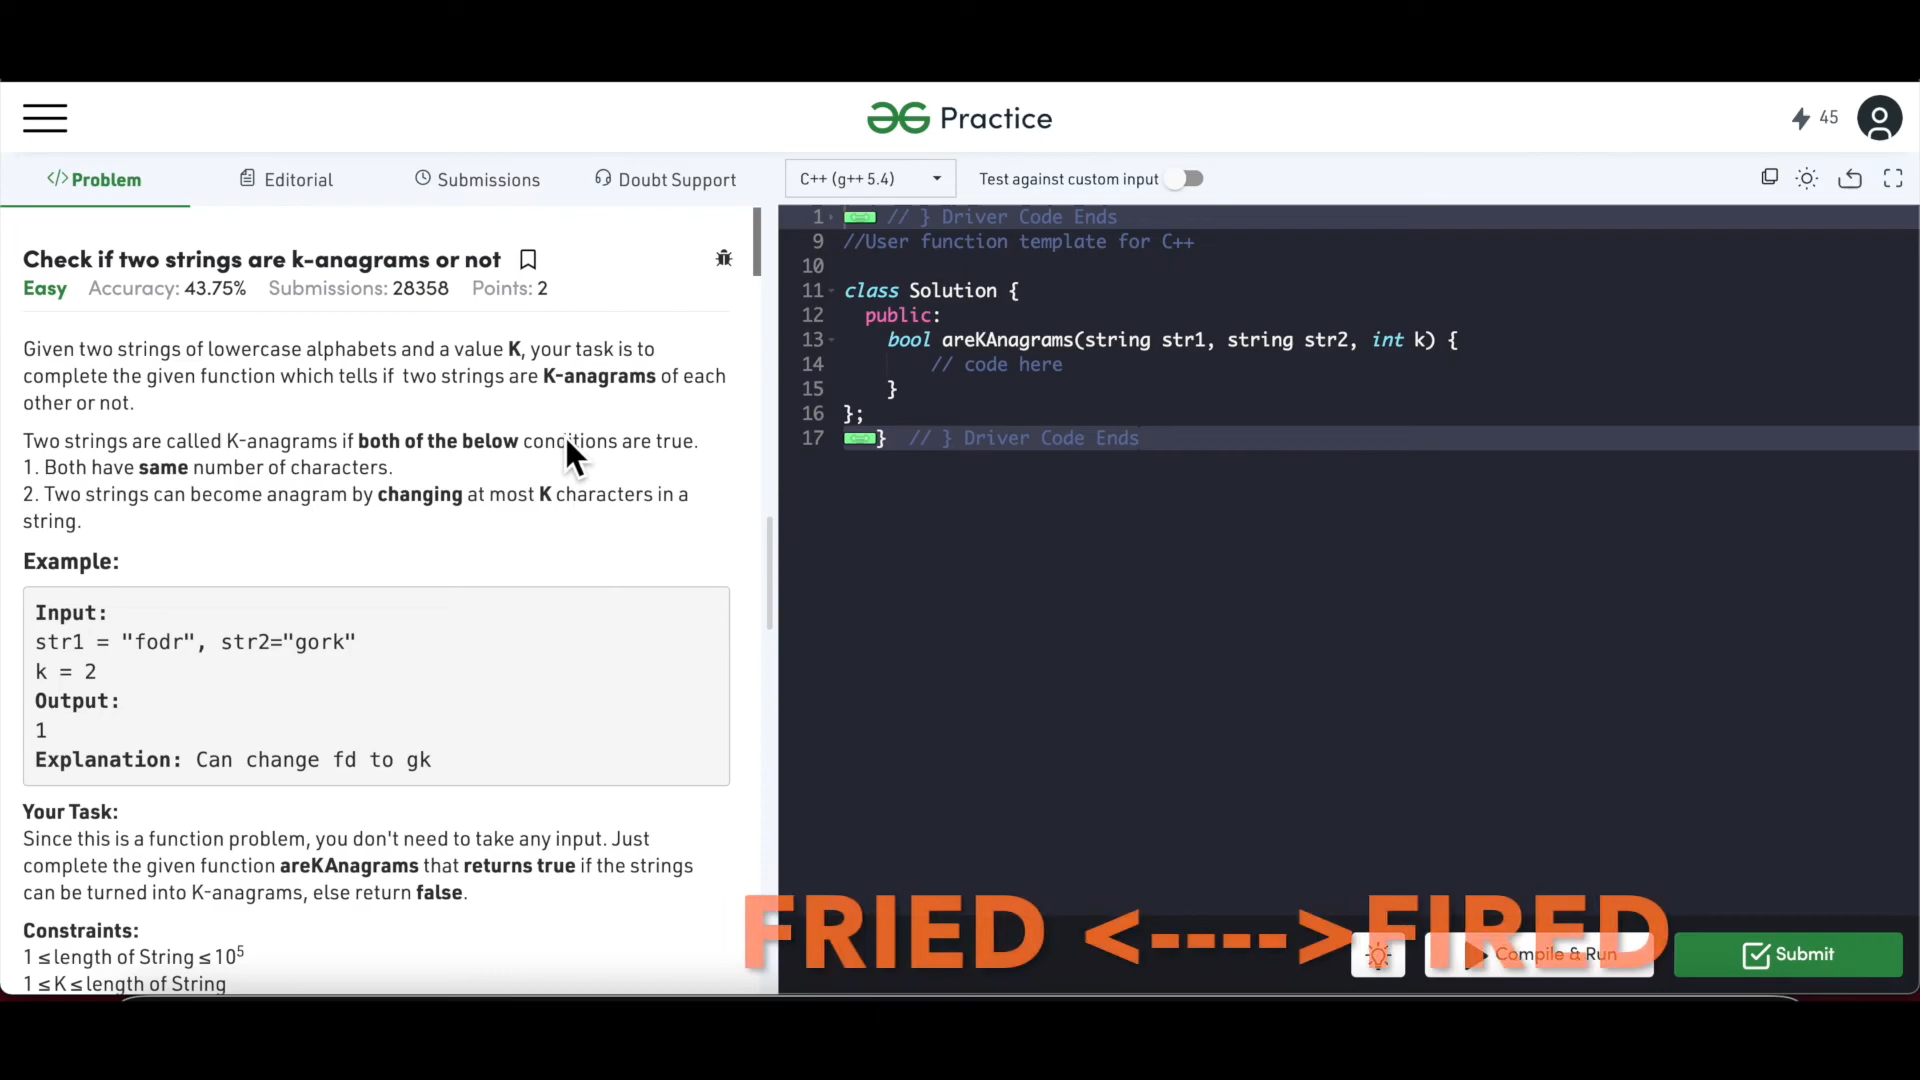 Practice
45
Problem
Editorial
Submissions
Doubt Support
C++ (g++ 5.4)
Test against custom input
Check if two strings are k-anagrams or not
Easy Accuracy: 43.75% Submissions: 28358 Points: 2
Given two strings of lowercase alphabets and a value K, your task is to
complete the given function which tells if two strings are K-anagrams of each
other or not.
Two strings are called K-anagrams if both of the below conditions are true.
1. Both have same number of characters.
2. Two strings can become anagram by changing at most K characters in a
string.
Example:
Input:
str1 = "fodr", str2="gork"
k = 2
Output:
1
Explanation: Can change fd to gk
Your Task:
Since this is a function problem, you don't need to take any input. Just
complete the given function areKAnagrams that returns true if the strings
can be turned into K-anagrams, else return false.
Constraints:
1 ≤ length of String ≤ 10⁵
1 ≤ K ≤ length of String
1 // } Driver Code Ends
9 //User function template for C++
10
11 class Solution {
12 public:
13 bool areKAnagrams(string str1, string str2, int k) {
14 // code here
15 }
16 };
17 } // } Driver Code Ends
FRIED <---->FIRED
Compile & Run
Submit